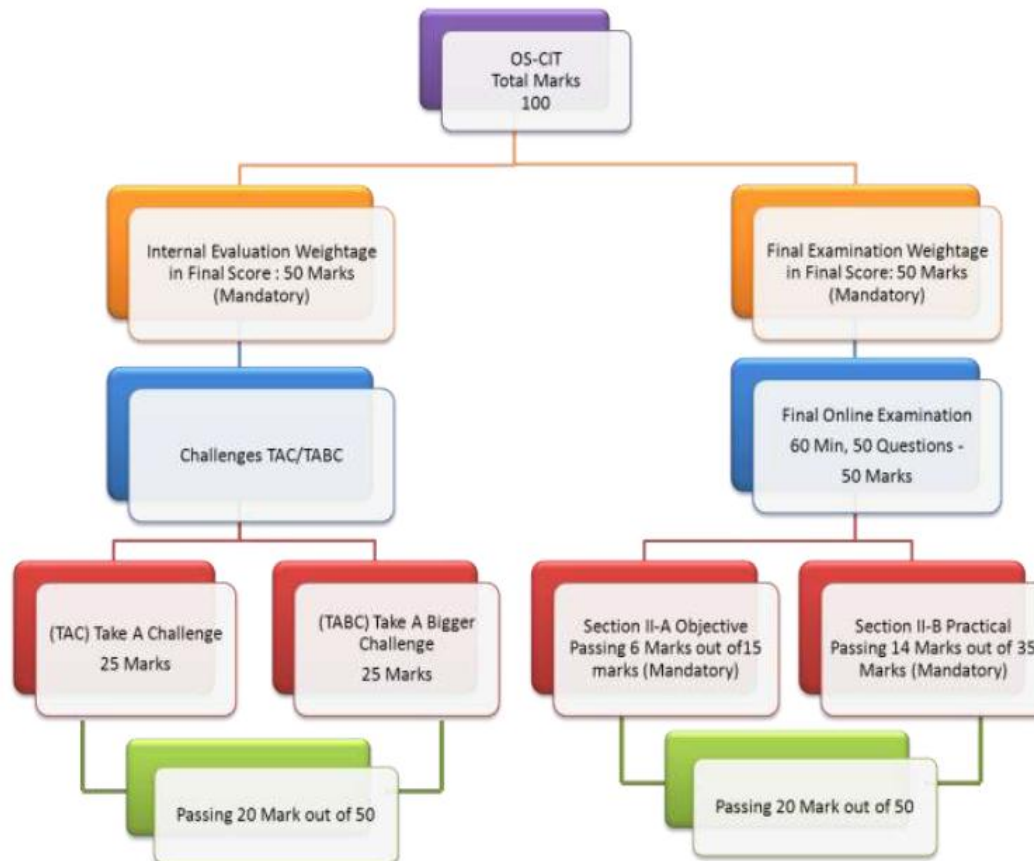 OS-CIT
Total Marks
100
Internal Evaluation Weightage
in Final Score : 50 Marks
(Mandatory)
Final Examination Weightage
in Final Score: 50 Marks
(Mandatory)
Challenges TAC/TABC
Final Online Examination
60 Min, 50 Questions -
50 Marks
(TAC) Take A Challenge
25 Marks
(TABC) Take A Bigger
Challenge
25 Marks
Section II-A Objective
Passing 6 Marks out of15
marks (Mandatory)
Section II-B Practical
Passing 14 Marks out of 35
Marks (Mandatory)
Passing 20 Mark out of 50
Passing 20 Mark out of 50